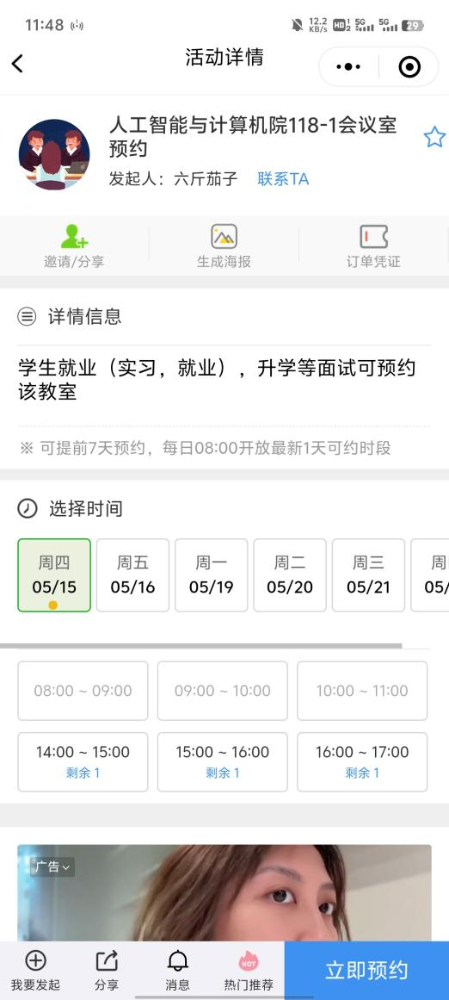 11:48
12.2 KB/s HD 1 2 5G 5G 29
活动详情
人工智能与计算机院118-1会议室
预约
发起人：六斤茄子 联系TA
邀请/分享 生成海报 订单凭证
详情信息
学生就业（实习，就业），升学等面试可预约
该教室
※ 可提前7天预约，每日08:00开放最新1天可约时段
选择时间
周四 周五 周一 周二 周三 周
05/15 05/16 05/19 05/20 05/21 05/
08:00 ~ 09:00 09:00 ~ 10:00 10:00 ~ 11:00
14:00 ~ 15:00 15:00 ~ 16:00 16:00 ~ 17:00
剩余 1 剩余 1 剩余 1
广告
HOT
我要发起 分享 消息 热门推荐 立即预约